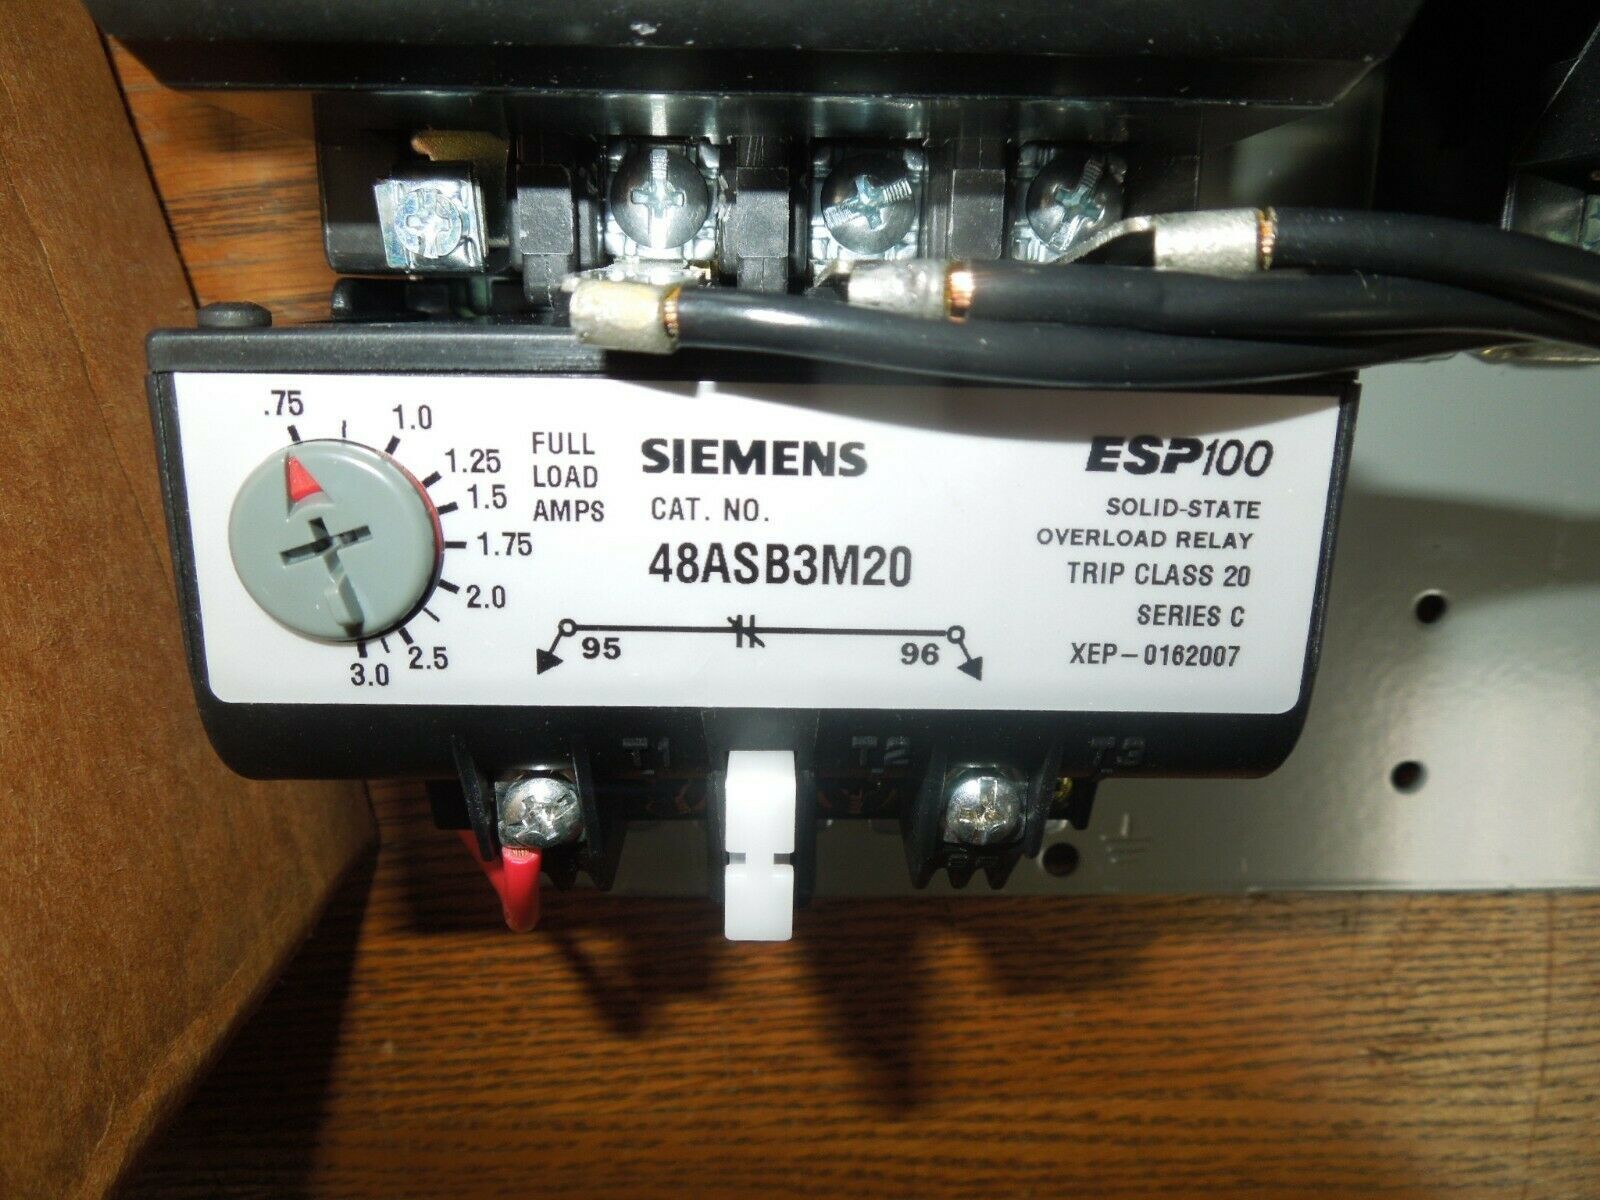 .75
1.0
1.25
1.5
1.75
2.0
2.5
3.0
FULL
LOAD
AMPS
SIEMENS
CAT. NO.
48ASB3M20
95
96
ESP100
SOLID-STATE
OVERLOAD RELAY
TRIP CLASS 20
SERIES C
XEP-0162007
T1
T2
T3